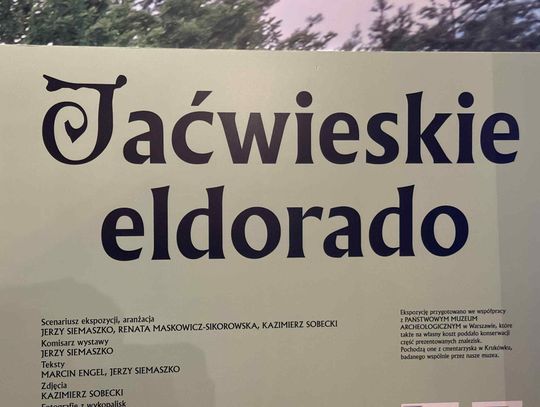 Jaćwieskie
eldorado
Scenariusz ekspozycji, aranżacja
JERZY SIEMASZKO, RENATA MASKOWICZ-SIKOROWSKA, KAZIMIERZ SOBECKI
Komisarz wystawy
JERZY SIEMASZKO
Teksty
MARCIN ENGEL, JERZY SIEMASZKO
Zdjęcia
KAZIMIERZ SOBECKI
Fotografie z wykopalisk
Ekspozycję przygotowano we współpracy
z PAŃSTWOWYM MUZEUM
ARCHEOLOGICZNYM w Warszawie, które
także na własny koszt poddało konserwacji
część prezentowanych znalezisk.
Pochodzą one z cmentarzyska w Krukówku,
badanego wspólnie przez nasze muzea.